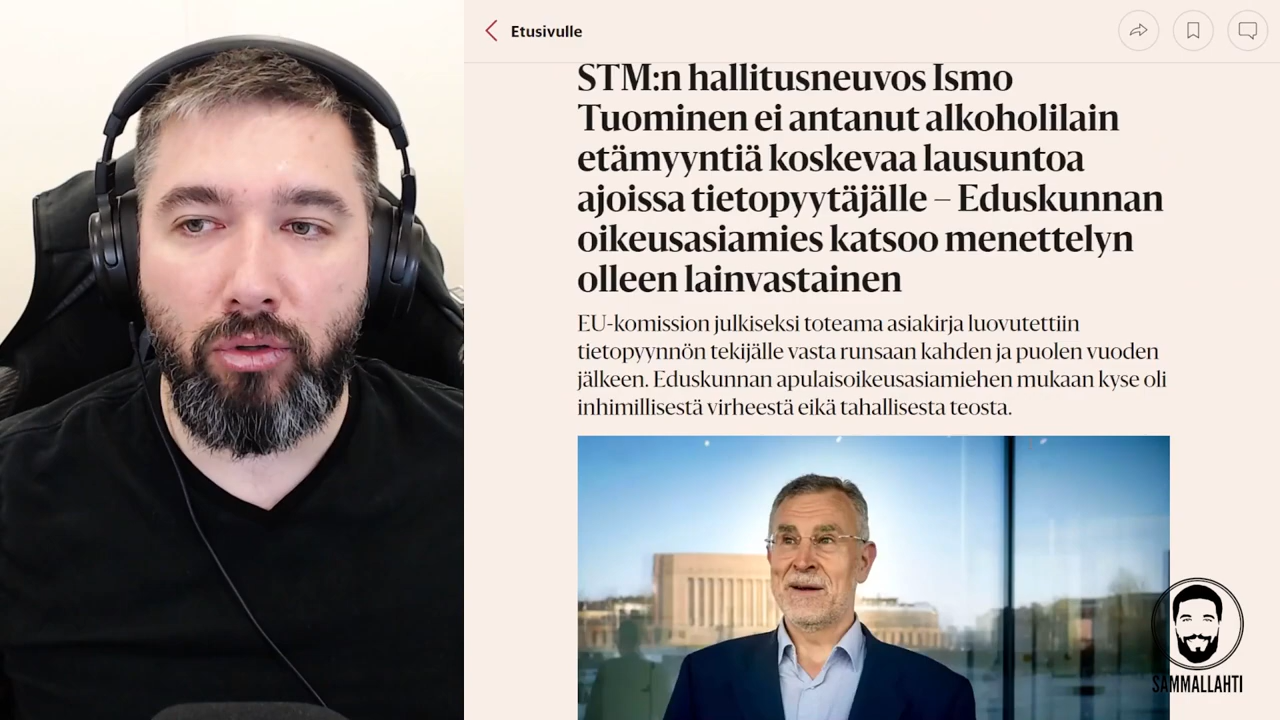 Etusivulle
STM:n hallitusneuvos Ismo
Tuominen ei antanut alkoholilain
etämyyntiä koskevaa lausuntoa
ajoissa tietopyytäjälle – Eduskunnan
oikeusasiamies katsoo menettelyn
olleen lainvastainen
EU-komission julkiseksi toteama asiakirja luovutettiin
tietopyynnön tekijälle vasta runsaan kahden ja puolen vuoden
jälkeen. Eduskunnan apulaisoikeusasiamiehen mukaan kyse oli
inhimillisestä virheestä eikä tahallisesta teosta.
SAMMALLAHTI